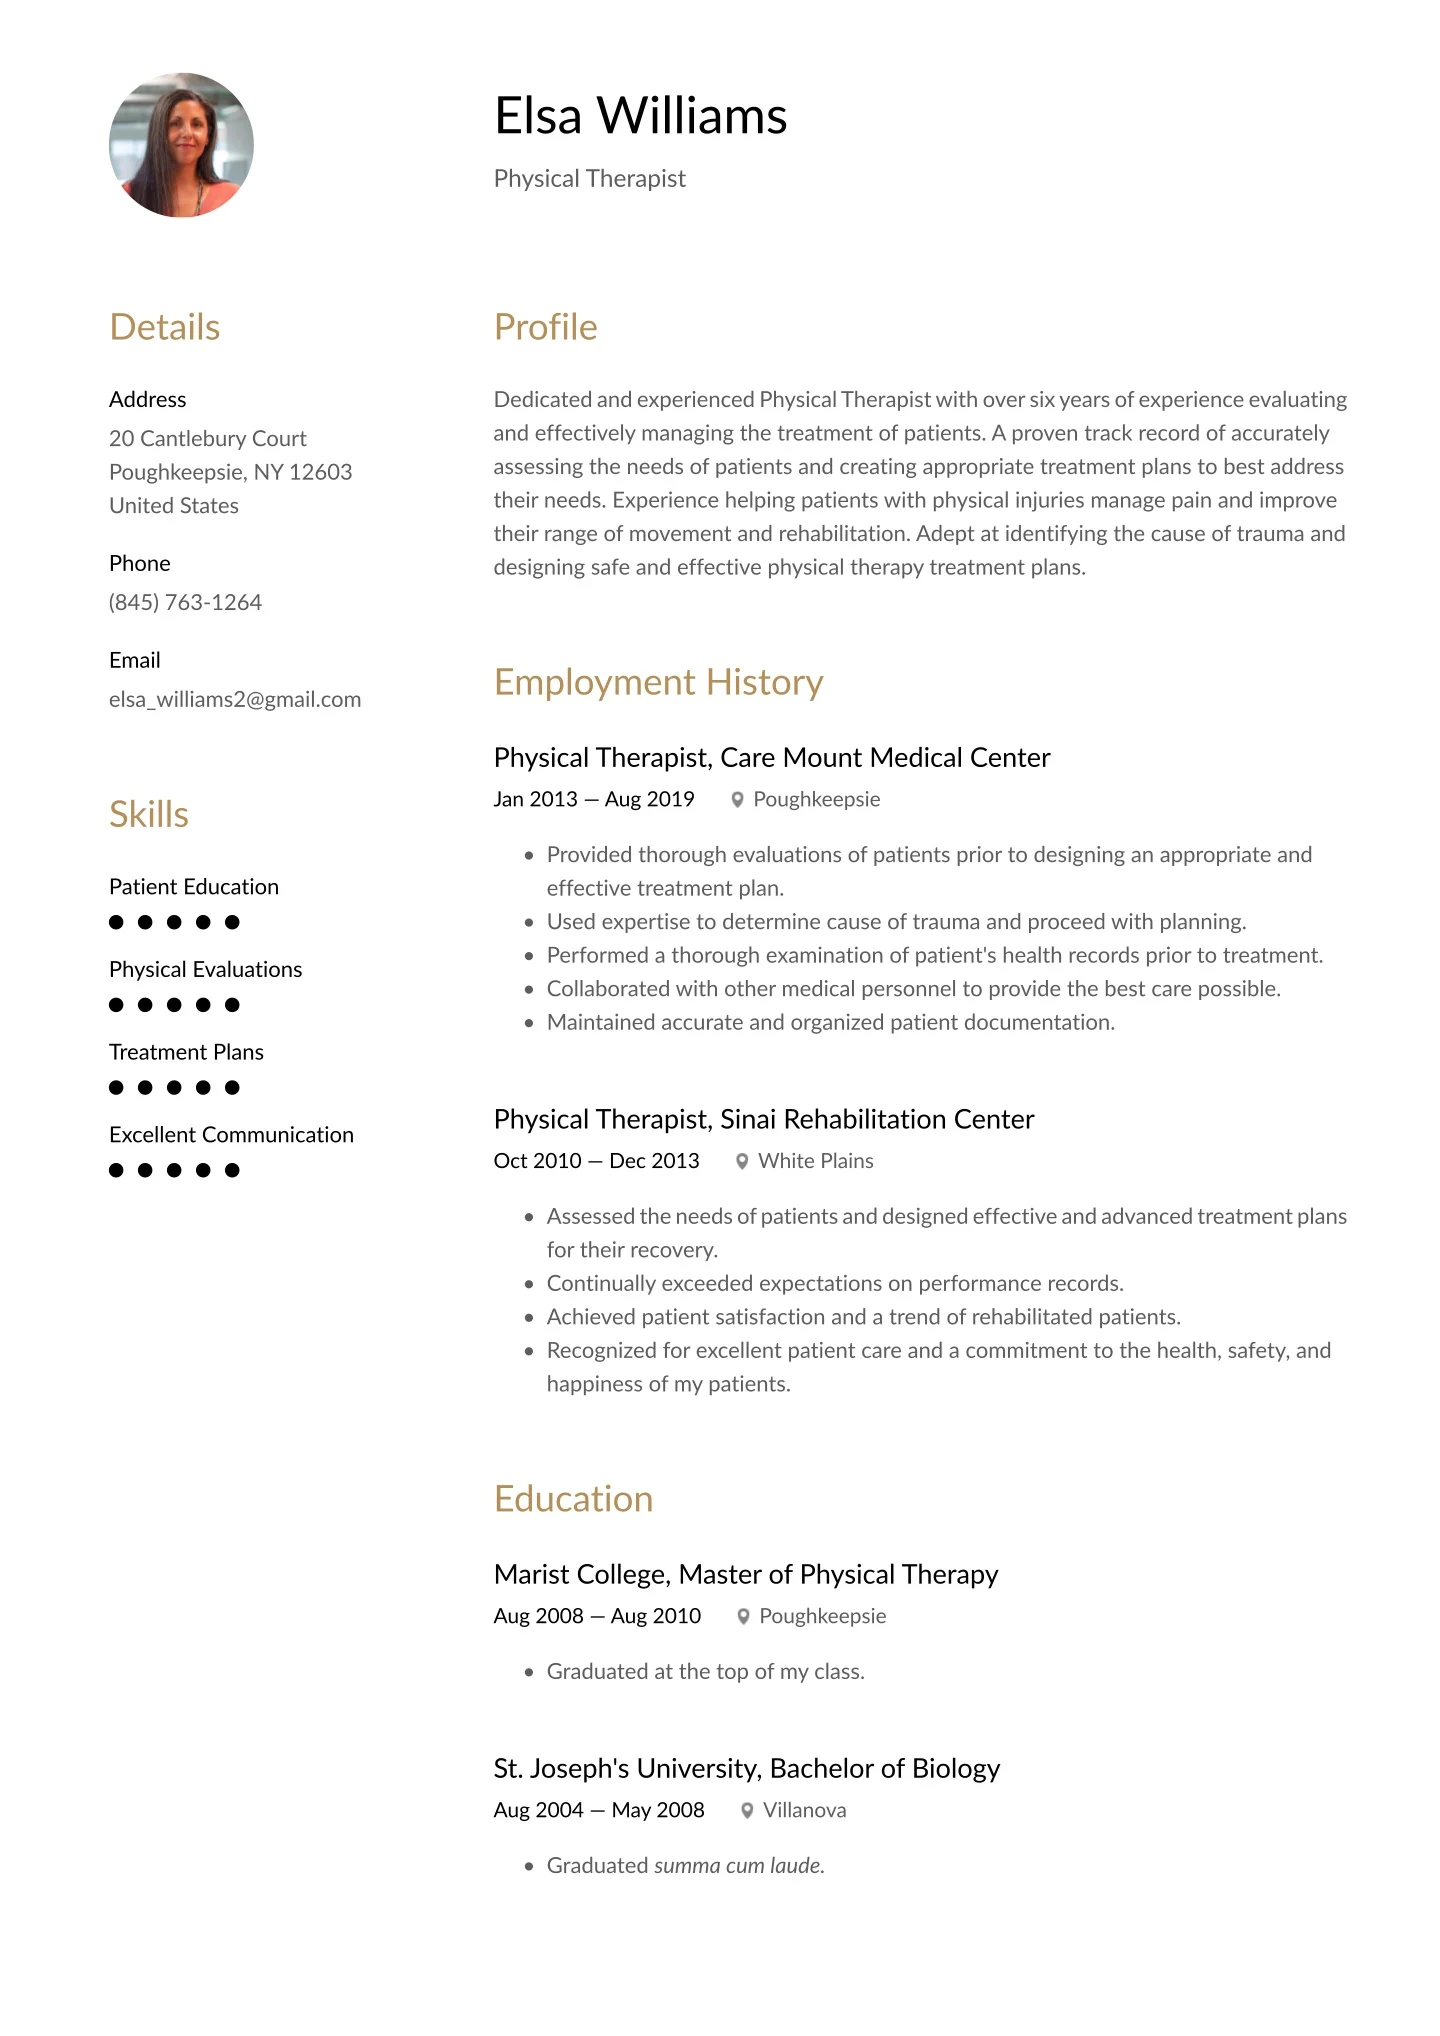 Elsa Williams
Physical Therapist
Details
Address
20 Cantlebury Court
Poughkeepsie, NY 12603
United States
Phone
(845) 763-1264
Email
elsa_williams2@gmail.com
Skills
Patient Education
Physical Evaluations
Treatment Plans
Excellent Communication
Profile
Dedicated and experienced Physical Therapist with over six years of experience evaluating
and effectively managing the treatment of patients. A proven track record of accurately
assessing the needs of patients and creating appropriate treatment plans to best address
their needs. Experience helping patients with physical injuries manage pain and improve
their range of movement and rehabilitation. Adept at identifying the cause of trauma and
designing safe and effective physical therapy treatment plans.
Employment History
Physical Therapist, Care Mount Medical Center
Jan 2013 — Aug 2019 Poughkeepsie
• Provided thorough evaluations of patients prior to designing an appropriate and
effective treatment plan.
• Used expertise to determine cause of trauma and proceed with planning.
• Performed a thorough examination of patient's health records prior to treatment.
• Collaborated with other medical personnel to provide the best care possible.
• Maintained accurate and organized patient documentation.
Physical Therapist, Sinai Rehabilitation Center
Oct 2010 — Dec 2013 White Plains
• Assessed the needs of patients and designed effective and advanced treatment plans
for their recovery.
• Continually exceeded expectations on performance records.
• Achieved patient satisfaction and a trend of rehabilitated patients.
• Recognized for excellent patient care and a commitment to the health, safety, and
happiness of my patients.
Education
Marist College, Master of Physical Therapy
Aug 2008 — Aug 2010 Poughkeepsie
• Graduated at the top of my class.
St. Joseph's University, Bachelor of Biology
Aug 2004 — May 2008 Villanova
• Graduated summa cum laude.